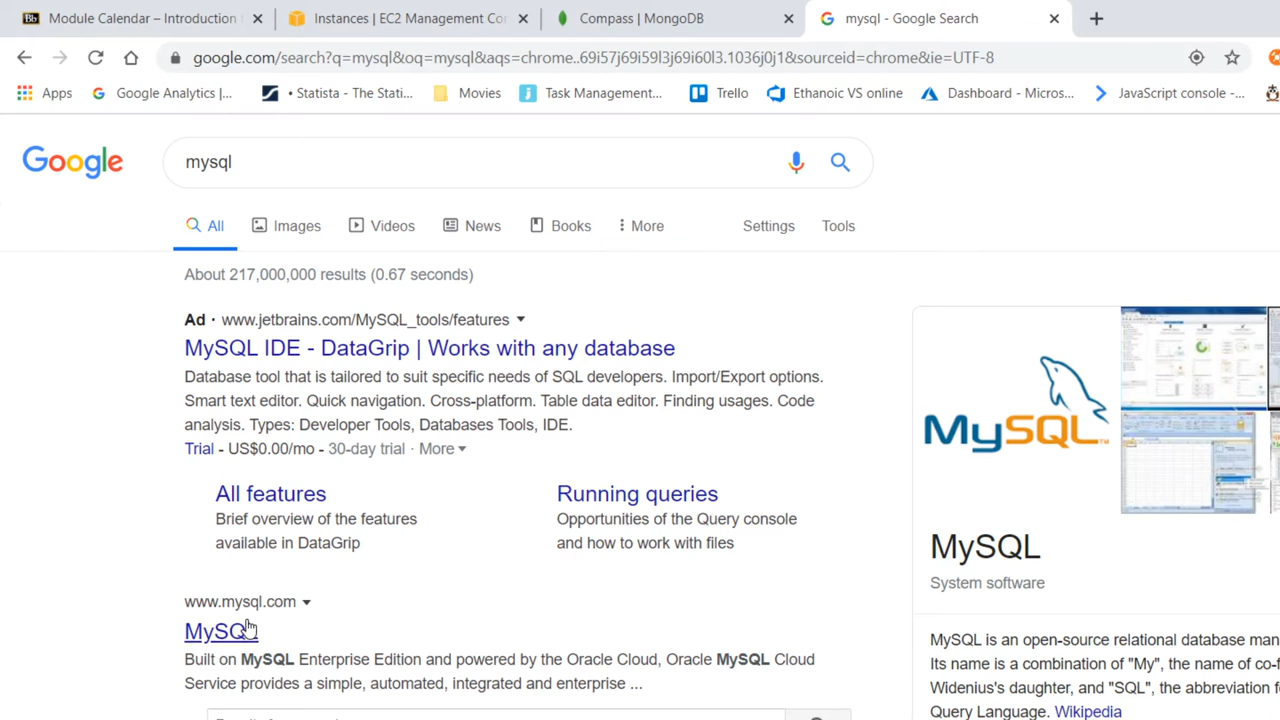 Module Calendar – Introduction
Instances | EC2 Management Co
Compass | MongoDB
mysql - Google Search
google.com/search?q=mysql&oq=mysql&aqs=chrome..69i57j69i59l3j69i60l3.1036j0j1&sourceid=chrome&ie=UTF-8
Apps
Google Analytics |...
• Statista - The Stati...
Movies
Task Management...
Trello
Ethanoic VS online
Dashboard - Micros...
JavaScript console -...
Google
mysql
All
Images
Videos
News
Books
More
Settings
Tools
About 217,000,000 results (0.67 seconds)
Ad · www.jetbrains.com/MySQL_tools/features
MySQL IDE - DataGrip | Works with any database
Database tool that is tailored to suit specific needs of SQL developers. Import/Export options.
Smart text editor. Quick navigation. Cross-platform. Table data editor. Finding usages. Code
analysis. Types: Developer Tools, Databases Tools, IDE.
Trial - US$0.00/mo - 30-day trial · More
All features
Brief overview of the features
available in DataGrip
Running queries
Opportunities of the Query console
and how to work with files
www.mysql.com
MySQL
Built on MySQL Enterprise Edition and powered by the Oracle Cloud, Oracle MySQL Cloud
Service provides a simple, automated, integrated and enterprise ...
MySQL™
MySQL
System software
MySQL is an open-source relational database man
Its name is a combination of "My", the name of co-f
Widenius's daughter, and "SQL", the abbreviation f
Query Language. Wikipedia